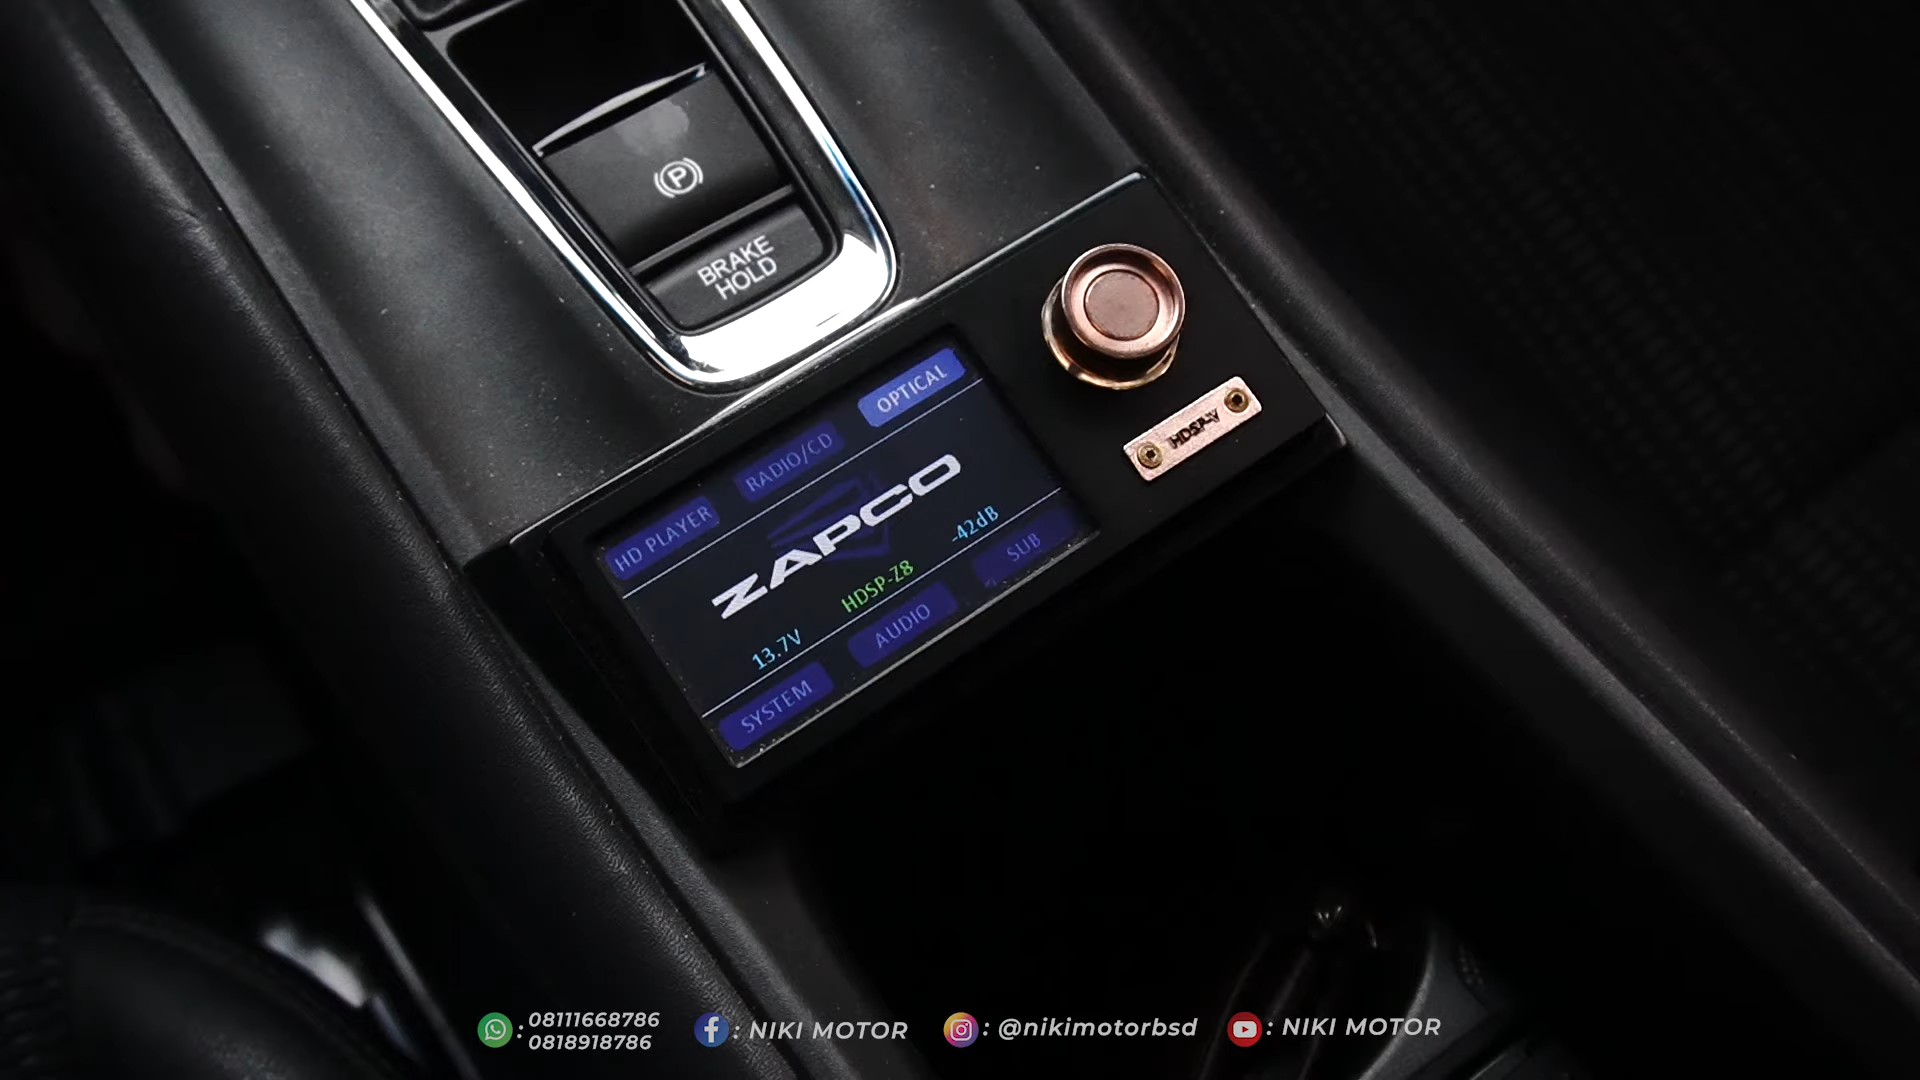 P
BRAKE
HOLD
HD PLAYER
RADIO/CD
OPTICAL
ZAPCO
13.7V
HDSP-Z8
-42dB
SYSTEM
AUDIO
SUB
HDSP-V
08111668786
0818918786
: NIKI MOTOR
: @nikimotorbsd
: NIKI MOTOR